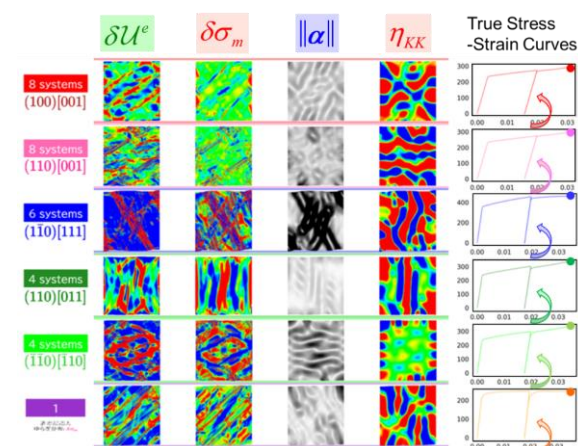 δ𝒰ᵉ δσₘ ‖α‖ η_KK
True Stress
-Strain Curves
8 systems
(100)[001]
300
200
100
0
0.00 0.01 0.02 0.03
8 systems
(110)[001]
300
200
100
0
0.00 0.01 0.02 0.03
6 systems
(1̄1̄0)[111]
400
200
0
0.00 0.01 0.02 0.03
4 systems
(110)[011]
300
200
100
0
0.00 0.01 0.02 0.03
4 systems
(1̄10)[1̄10]
300
200
100
0
0.00 0.01 0.02 0.03
1
200
100
0
0.00 0.01 0.02 0.03